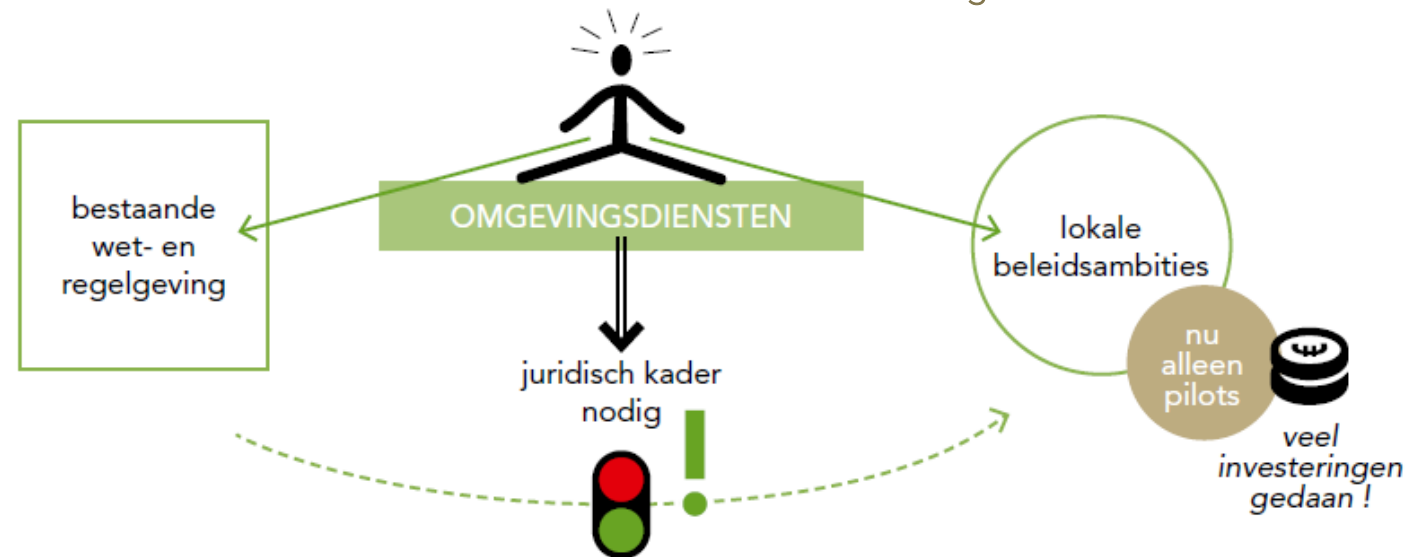 bestaande
wet- en
regelgeving
OMGEVINGSDIENSTEN
lokale
beleidsambities
nu
alleen
pilots
juridisch kader
nodig
veel
investeringen
gedaan !